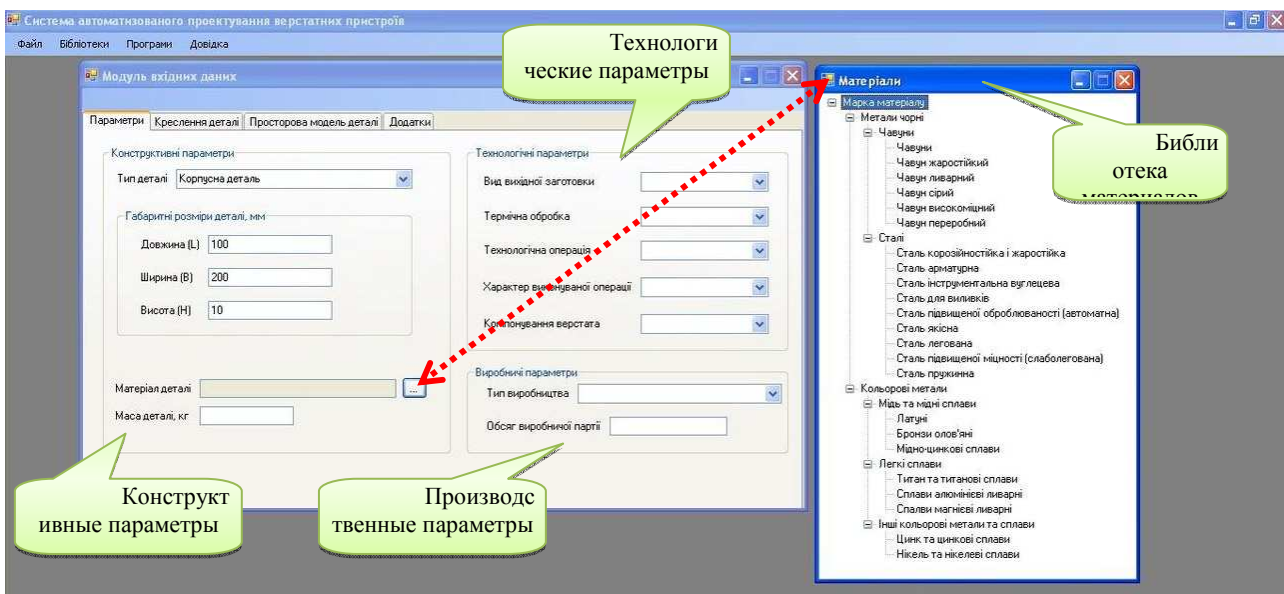 Система автоматизованого проектування верстатних пристроїв
Файл Бібліотеки Програми Довідка
Модуль вхідних даних
Параметри Креслення деталі Просторова модель деталі Додатки
Конструктивні параметри
Тип деталі Корпусна деталь
Габаритні розміри деталі, мм
Довжина (L) 100
Ширина (B) 200
Висота (H) 10
Матеріал деталі ...
Маса деталі, кг
Технологічні параметри
Вид вихідної заготовки
Термічна обробка
Технологічна операція
Характер виконуваної операції
Компонування верстата
Виробничі параметри
Тип виробництва
Обсяг виробничої партії
Технологи
ческие параметры
Конструкт
ивные параметры
Производс
твенные параметры
Матеріали
Марка матеріалу
Метали чорні
Чавуни
Чавуни
Чавун жаростійкий
Чавун ливарний
Чавун сірий
Чавун високоміцний
Чавун переробний
Сталі
Сталь корозійностійка і жаростійка
Сталь арматурна
Сталь інструментальна вуглецева
Сталь для виливків
Сталь підвищеної оброблюваності (автоматна)
Сталь якісна
Сталь легована
Сталь підвищеної міцності (слаболегована)
Сталь пружинна
Кольорові метали
Мідь та мідні сплави
Латуні
Бронзи олов'яні
Мідно-цинкові сплави
Легкі сплави
Титан та титанові сплави
Сплави алюмінієві ливарні
Спалви магнієві ливарні
Інші кольорові метали та сплави
Цинк та цинкові сплави
Нікель та нікелеві сплави
Библи
отека
материалов